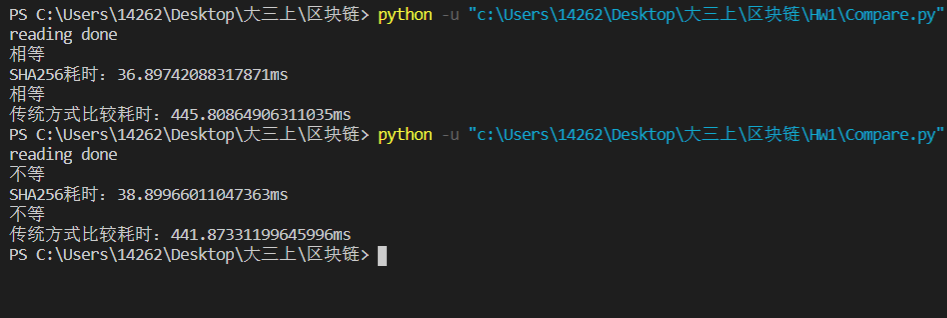 PS C:\Users\14262\Desktop\大三上\区块链> python -u "c:\Users\14262\Desktop\大三上\区块链\HW1\Compare.py"
reading done
相等
SHA256耗时：36.89742088317871ms
相等
传统方式比较耗时：445.80864906311035ms
PS C:\Users\14262\Desktop\大三上\区块链> python -u "c:\Users\14262\Desktop\大三上\区块链\HW1\Compare.py"
reading done
不等
SHA256耗时：38.89966011047363ms
不等
传统方式比较耗时：441.87331199645996ms
PS C:\Users\14262\Desktop\大三上\区块链>